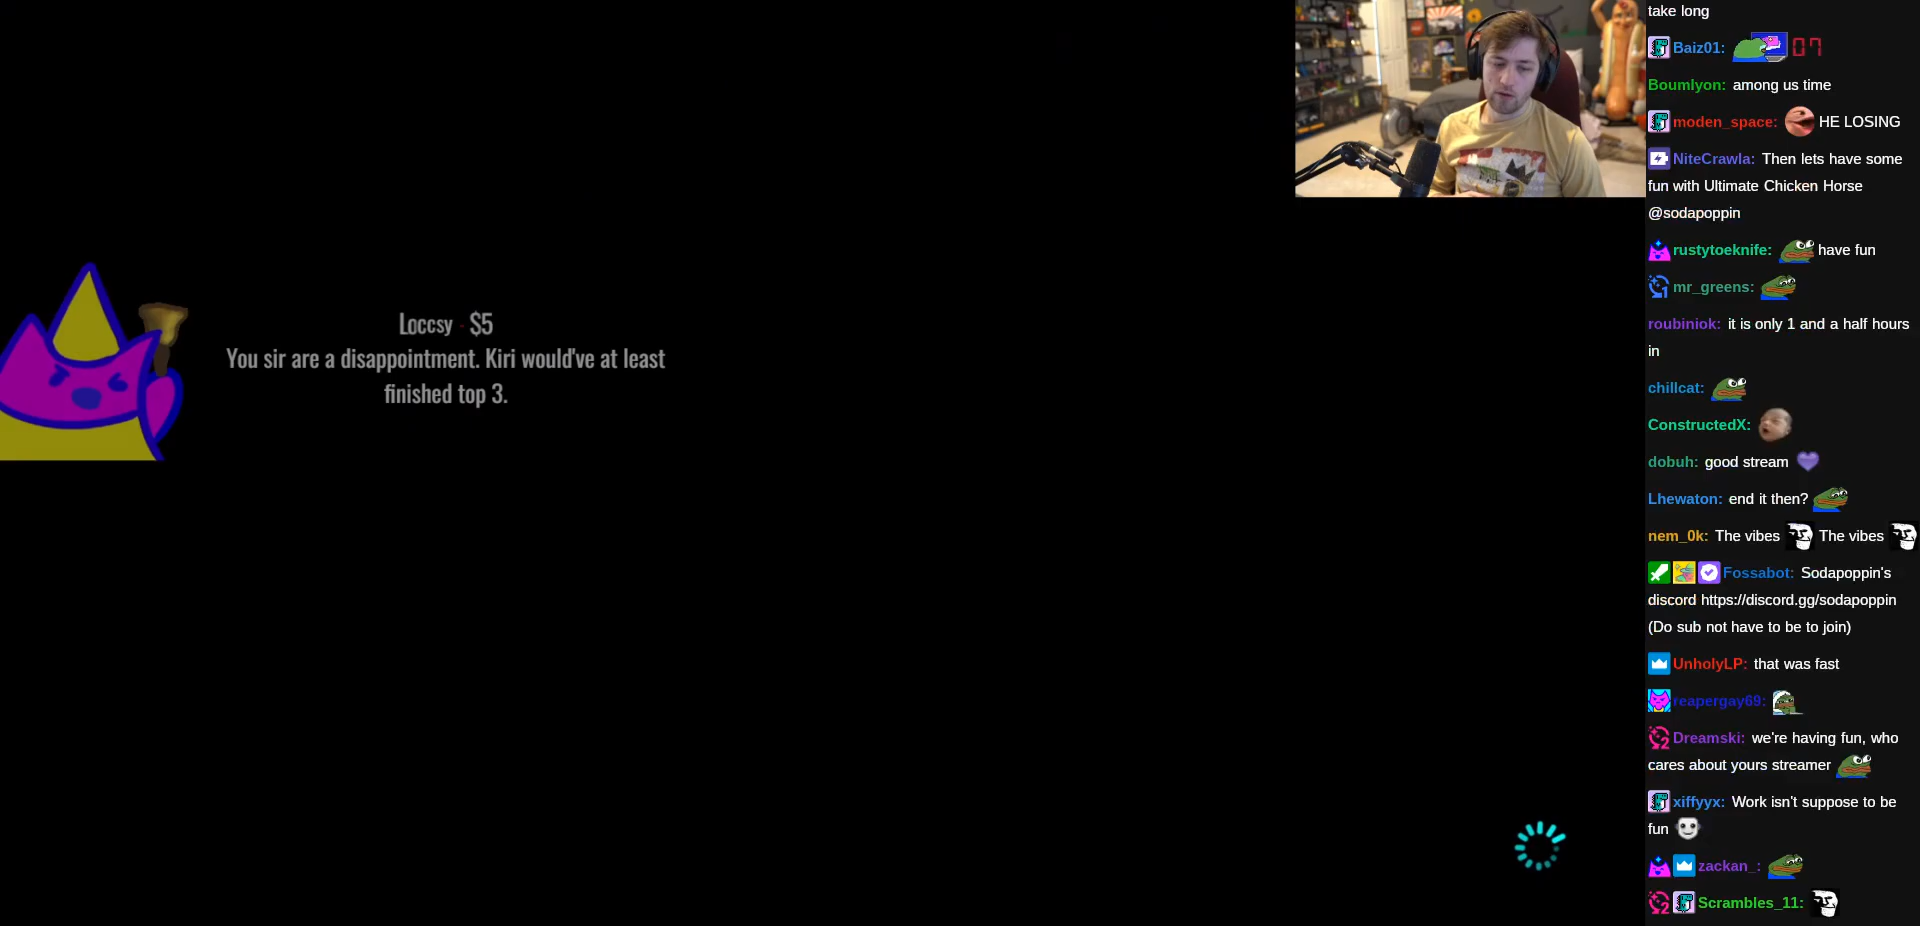 Loccsy - $5
You sir are a disappointment. Kiri would've at least
finished top 3.
take long
Baiz01: 07
Boumlyon: among us time
moden_space: HE LOSING
NiteCrawla: Then lets have some
fun with Ultimate Chicken Horse
@sodapoppin
rustytoeknife: have fun
mr_greens:
roubiniok: it is only 1 and a half hours
in
chillcat:
ConstructedX:
dobuh: good stream
Lhewaton: end it then?
nem_0k: The vibes The vibes
Fossabot: Sodapoppin's
discord https://discord.gg/sodapoppin
(Do sub not have to be to join)
UnholyLP: that was fast
reapergay69:
Dreamski: we're having fun, who
cares about yours streamer
xiffyyx: Work isn't suppose to be
fun
zackan_:
Scrambles_11: